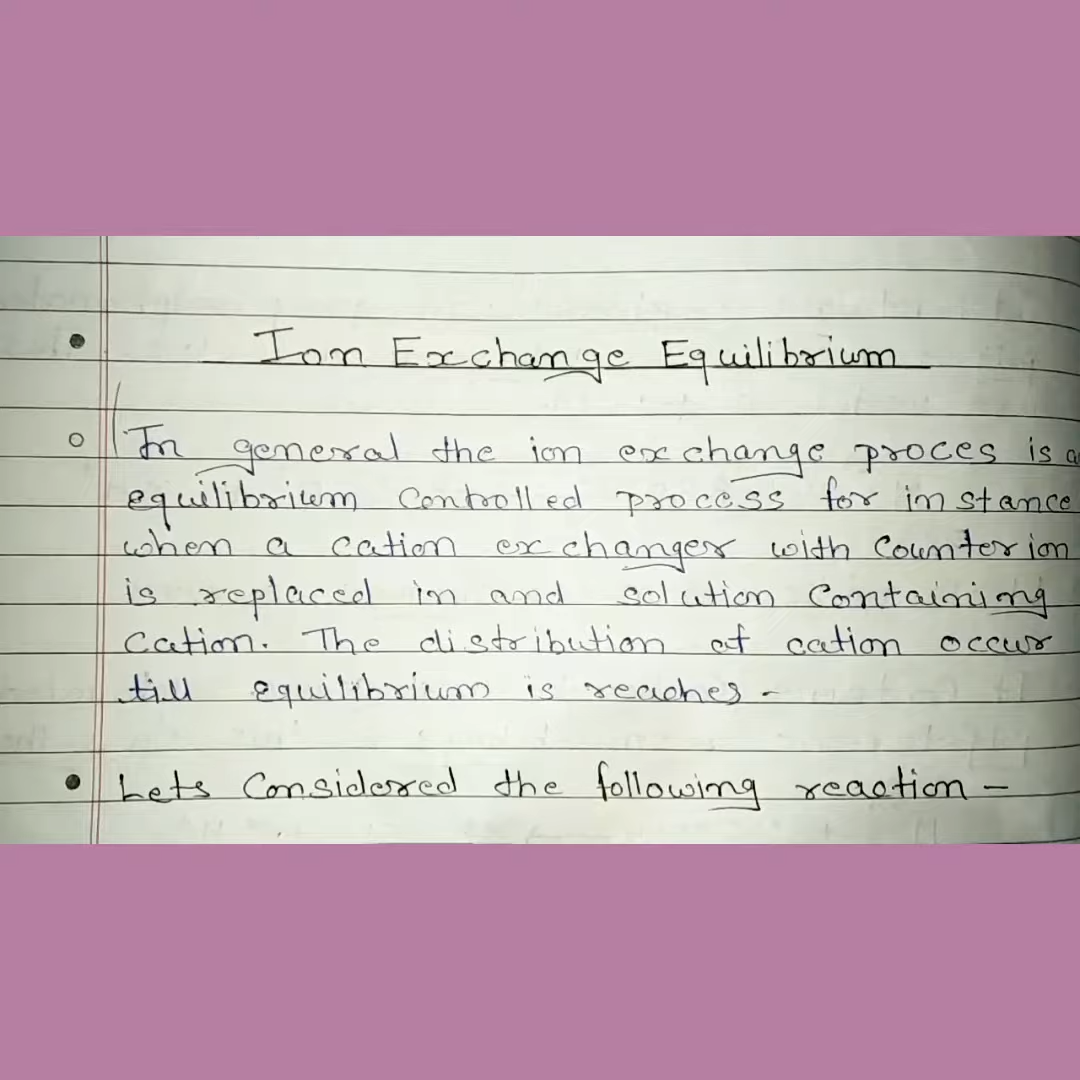 Ion Exchange Equilibrium
In general the ion exchange proces is a
equilibrium controlled process for instance
when a cation exchanger with counter ion
is replaced in and solution containing
cation. The distribution of cation occur
till equilibrium is reaches -
Lets Considered the following reaction -